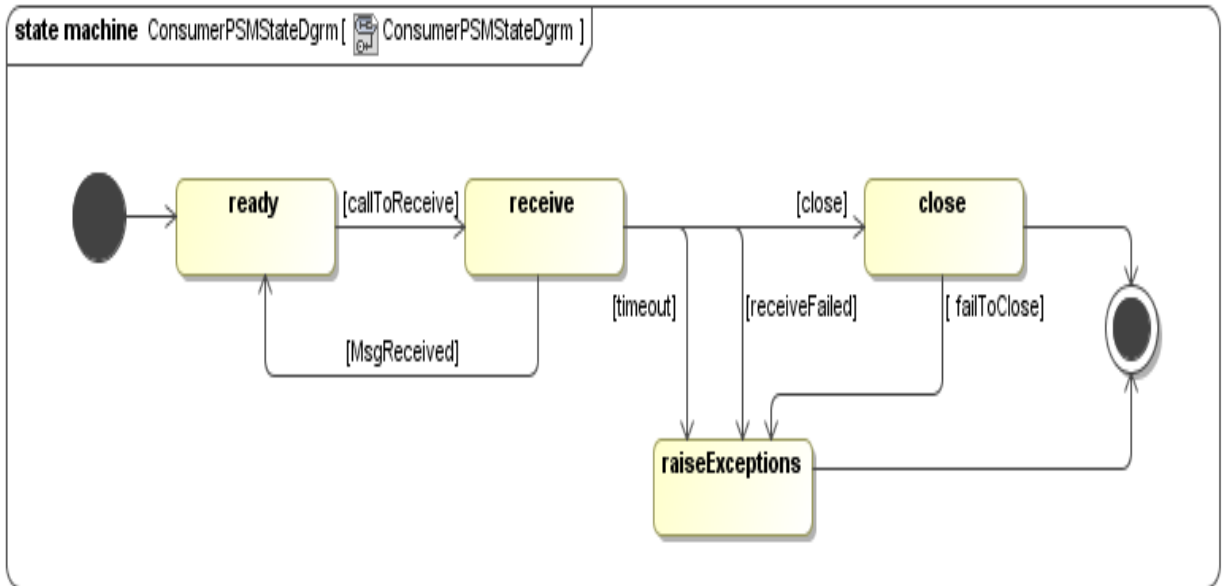 state machine ConsumerPSMStateDgrm[ ConsumerPSMStateDgrm ]
ready
[callToReceive]
receive
[close]
close
[timeout]
[receiveFailed]
[ failToClose]
[MsgReceived]
raiseExceptions